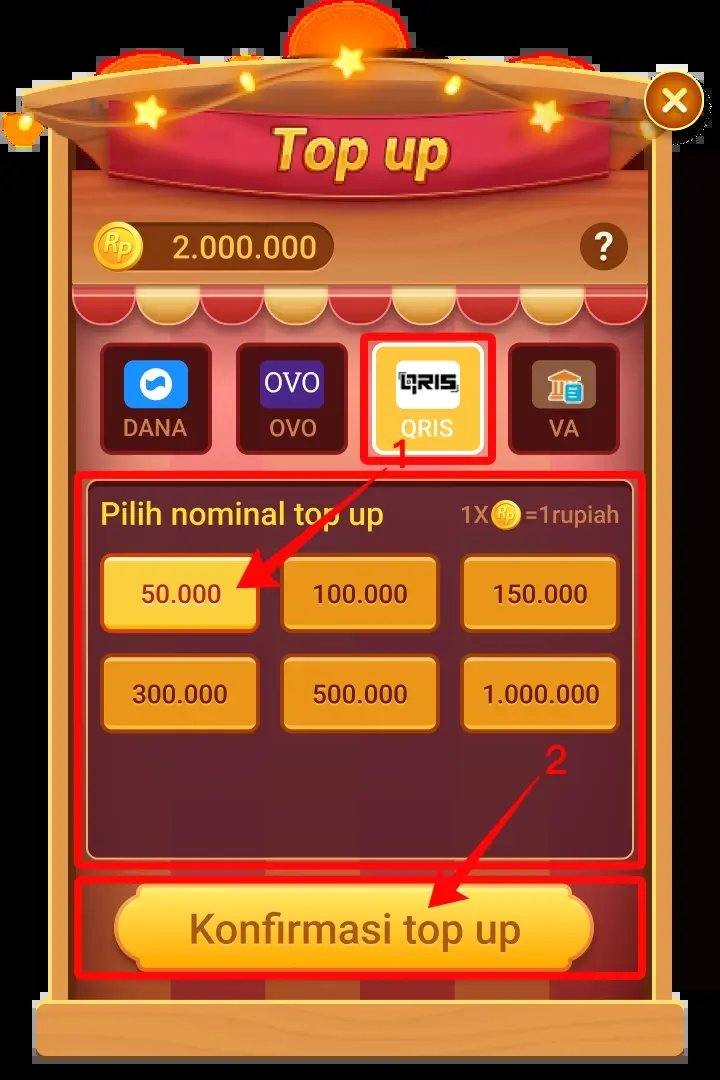 Top up
Rp 2.000.000 ?
OVO QRIS
DANA OVO QRIS VA
1
Pilih nominal top up 1X Rp =1rupiah
50.000 100.000 150.000
300.000 500.000 1.000.000
2
Konfirmasi top up